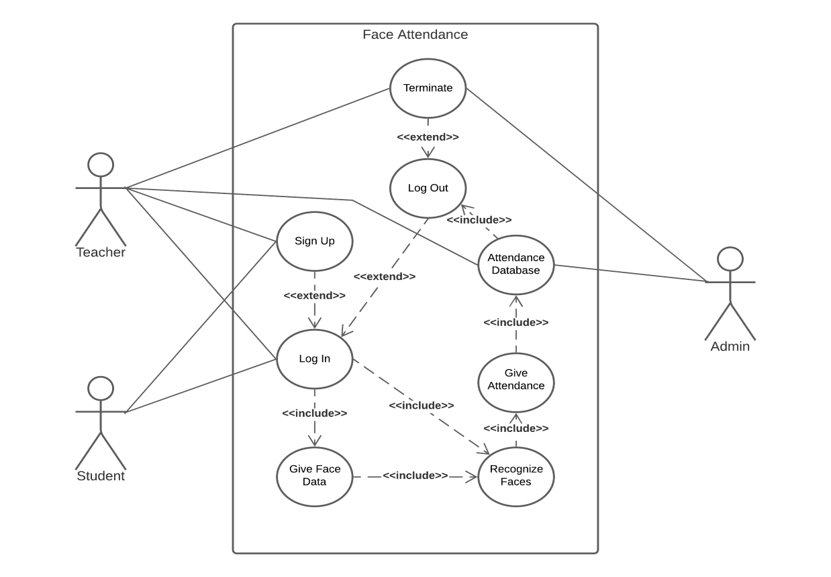 Face Attendance
Terminate
<<extend>>
Log Out
<<include>>
Sign Up
Teacher
Attendance
Database
<<extend>>
<<extend>>
<<include>>
Admin
Log In
Give
Attendance
<<include>>
<<include>>
<<include>>
Give Face
Data
<<include>>
Recognize
Faces
Student